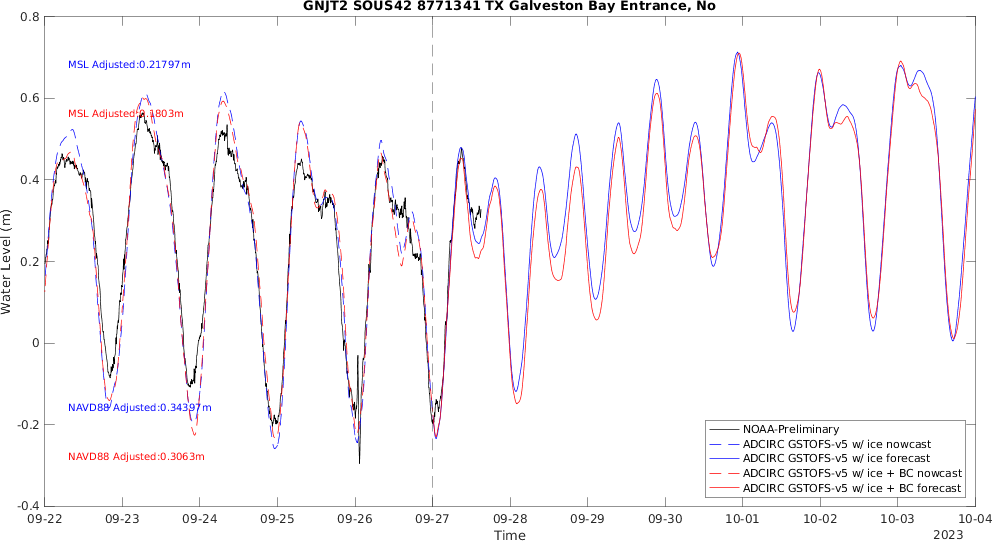 GNJT2 SOUS42 8771341 TX Galveston Bay Entrance, No
Water Level (m)
0.8
0.6
0.4
0.2
0
-0.2
-0.4
MSL Adjusted:0.21797m
MSL Adjusted:0.1803m
NAVD88 Adjusted:0.34397m
NAVD88 Adjusted:0.3063m
NOAA-Preliminary
ADCIRC GSTOFS-v5 w/ ice nowcast
ADCIRC GSTOFS-v5 w/ ice forecast
ADCIRC GSTOFS-v5 w/ ice + BC nowcast
ADCIRC GSTOFS-v5 w/ ice + BC forecast
09-22 09-23 09-24 09-25 09-26 09-27 09-28 09-29 09-30 10-01 10-02 10-03 10-04
Time
2023